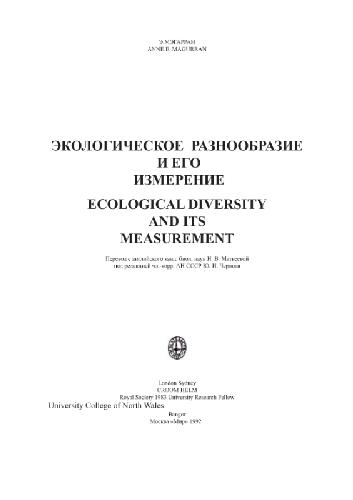 Э. МЭГАРРАН
ANNE E. MAGURRAN
ЭКОЛОГИЧЕСКОЕ РАЗНООБРАЗИЕ
И ЕГО
ИЗМЕРЕНИЕ
ECOLOGICAL DIVERSITY
AND ITS
MEASUREMENT
Перевод с английского канд. биол. наук Н. В. Матвеевой
под редакцией чл.-корр. АН СССР Ю. И. Чернова
London Sydney
CROOM HELM
Royal Society 1983 University Research Fellow
University College of North Wales
Bangor
Москва «Мир» 1992